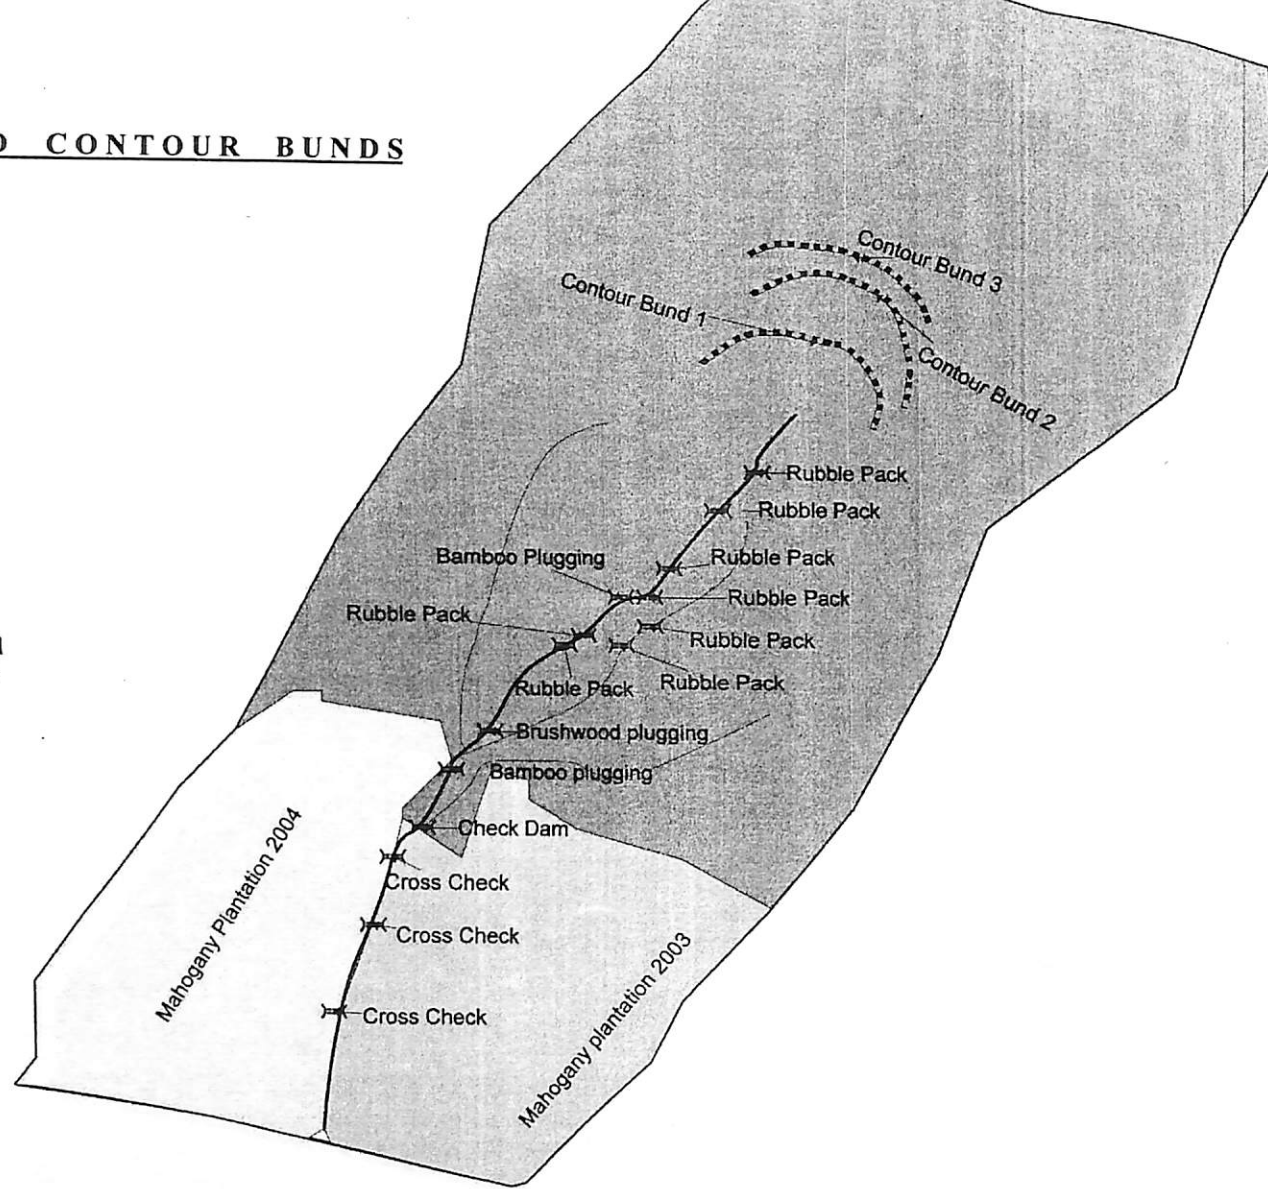 CONTOUR BUNDS
Contour Bund 3
Contour Bund 1
Contour Bund 2
Rubble Pack
Rubble Pack
Bamboo Plugging
Rubble Pack
Rubble Pack
Rubble Pack
Rubble Pack
Rubble Pack
Rubble Pack
Brushwood plugging
Bamboo plugging
Check Dam
Cross Check
Cross Check
Cross Check
Mahogany Plantation 2004
Mahogany plantation 2003